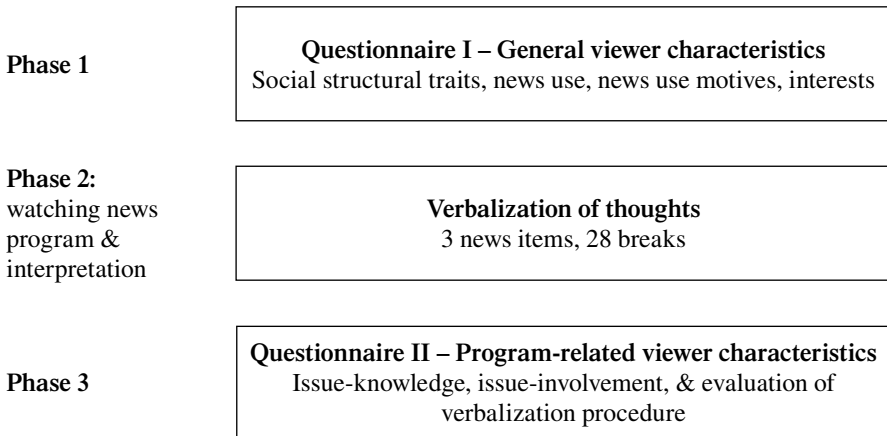 Phase 1
Questionnaire I – General viewer characteristics
Social structural traits, news use, news use motives, interests
Phase 2:
watching news
program &
interpretation
Verbalization of thoughts
3 news items, 28 breaks
Phase 3
Questionnaire II – Program-related viewer characteristics
Issue-knowledge, issue-involvement, & evaluation of
verbalization procedure